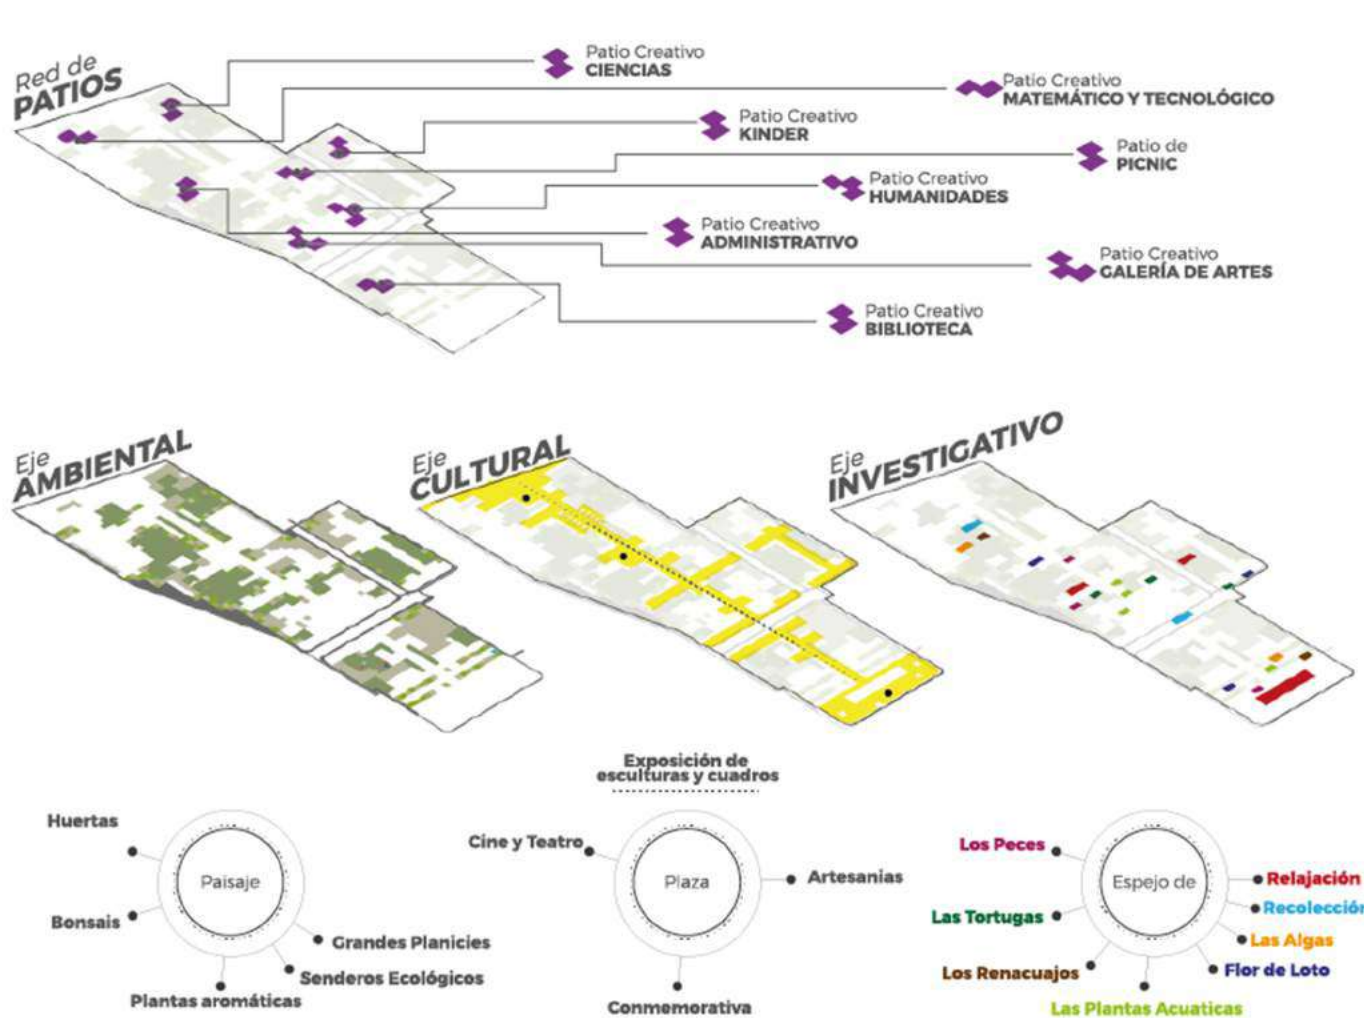 Red de
PATIOS
Patio Creativo
CIENCIAS
Patio Creativo
MATEMÁTICO Y TECNOLÓGICO
Patio Creativo
KINDER
Patio de
PICNIC
Patio Creativo
HUMANIDADES
Patio Creativo
ADMINISTRATIVO
Patio Creativo
GALERÍA DE ARTES
Patio Creativo
BIBLIOTECA
Eje
AMBIENTAL
Eje
CULTURAL
Eje
INVESTIGATIVO
Huertas
Bonsais
Paisaje
Grandes Planicies
Senderos Ecológicos
Plantas aromáticas
Exposición de
esculturas y cuadros
Cine y Teatro
Plaza
Artesanias
Conmemorativa
Los Peces
Las Tortugas
Los Renacuajos
Espejo de
Relajación
Recolección
Las Algas
Flor de Loto
Las Plantas Acuaticas